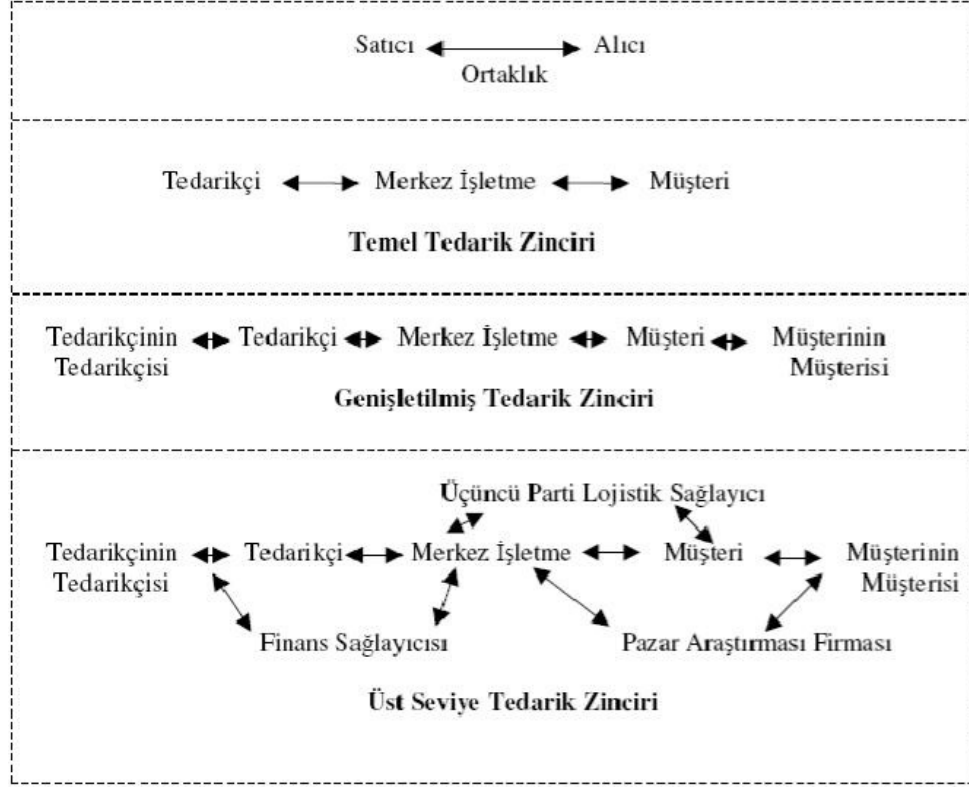 Satıcı Alıcı
Ortaklık
Tedarikçi Merkez İşletme Müşteri
Temel Tedarik Zinciri
Tedarikçinin Tedarikçi Merkez İşletme Müşteri Müşterinin
Tedarikçisi Müşterisi
Genişletilmiş Tedarik Zinciri
Üçüncü Parti Lojistik Sağlayıcı
Tedarikçinin Tedarikçi Merkez İşletme Müşteri Müşterinin
Tedarikçisi Müşterisi
Finans Sağlayıcısı Pazar Araştırması Firması
Üst Seviye Tedarik Zinciri